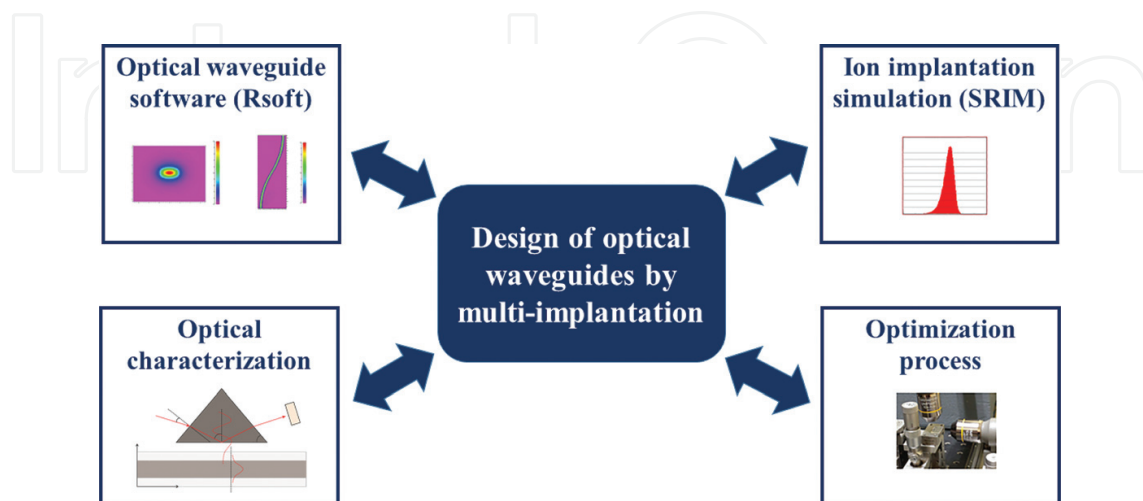 Optical waveguide
software (Rsoft)
Ion implantation
simulation (SRIM)
Design of optical
waveguides by
multi-implantation
Optical
characterization
Optimization
process